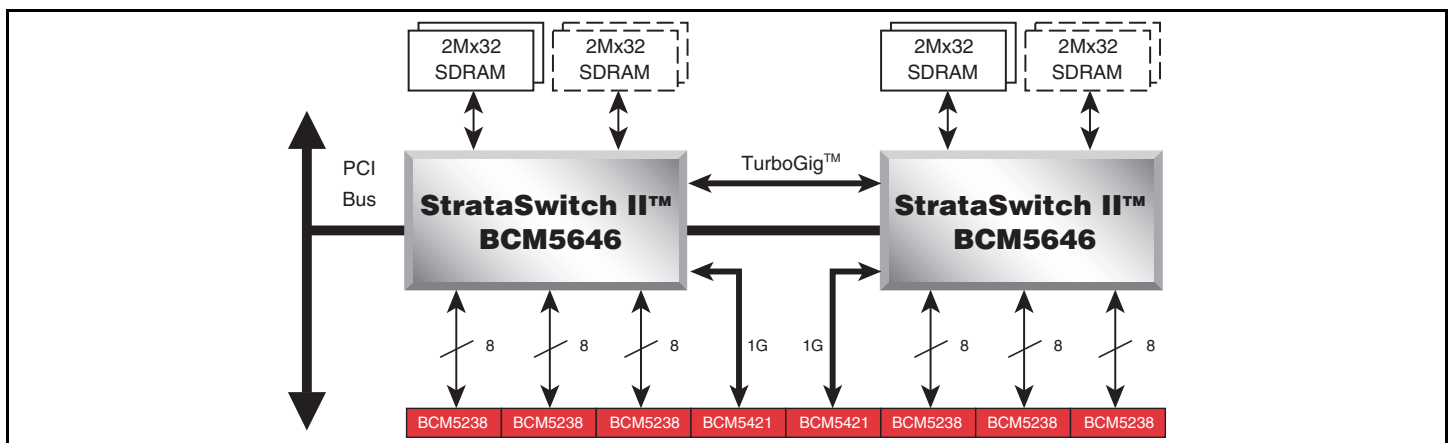 2Mx32
SDRAM
2Mx32
SDRAM
2Mx32
SDRAM
2Mx32
SDRAM
PCI
Bus
TurboGig™
StrataSwitch II™
BCM5646
StrataSwitch II™
BCM5646
8
8
8
1G
1G
8
8
8
BCM5238
BCM5238
BCM5238
BCM5421
BCM5421
BCM5238
BCM5238
BCM5238